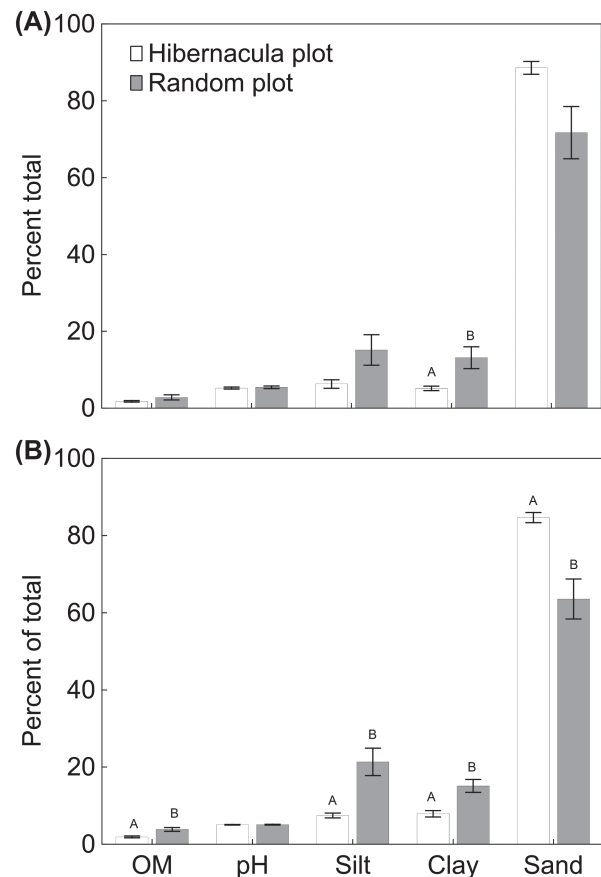 (A)
100
80
60
40
20
0
Percent total
Hibernacula plot
Random plot
A
B
(B)
100
80
60
40
20
0
Percent of total
A
B
A
B
A
B
A
B
OM pH Silt Clay Sand